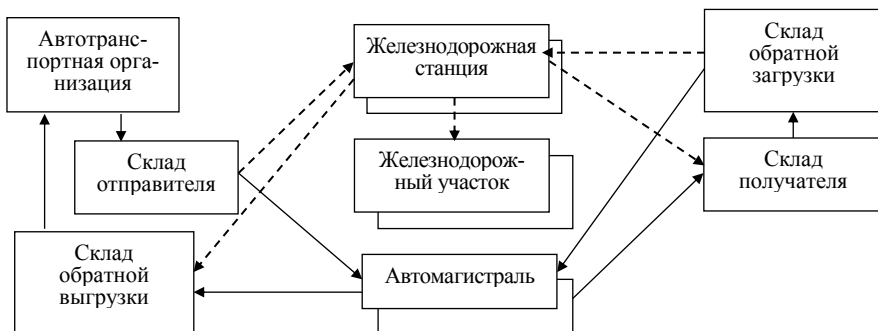 Автотранс-
портная орга-
низация
Железнодорожная
станция
Склад
обратной
загрузки
Склад
отправителя
Железнодорож-
ный участок
Склад
получателя
Склад
обратной
выгрузки
Автомагистраль